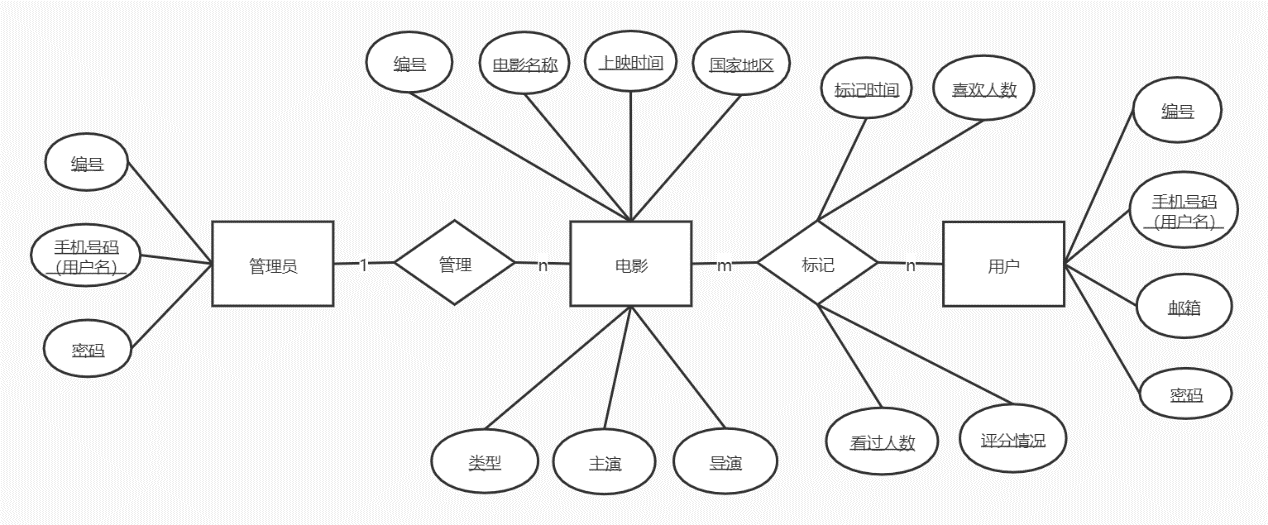 编号
电影名称
上映时间
国家地区
标记时间
喜欢人数
编号
编号
手机号码
（用户名）
手机号码
（用户名）
管理员
1
管理
n
电影
m
标记
n
用户
邮箱
密码
密码
类型
主演
导演
看过人数
评分情况